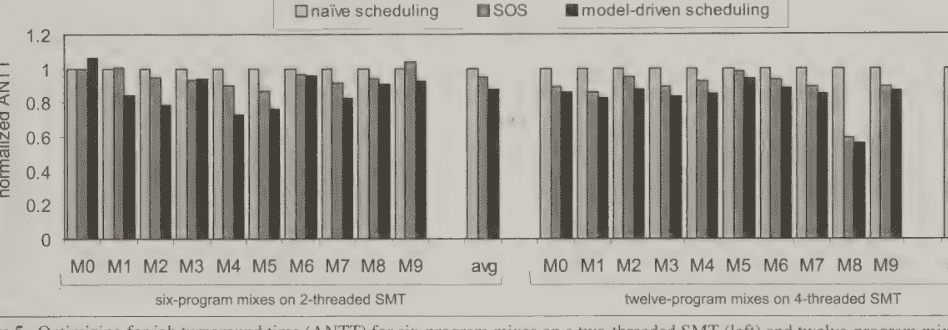 naïve scheduling SOS model-driven scheduling
1.2
1
0.8
0.6
0.4
0.2
0
normalized ANTT
M0 M1 M2 M3 M4 M5 M6 M7 M8 M9 avg M0 M1 M2 M3 M4 M5 M6 M7 M8 M9
six-program mixes on 2-threaded SMT twelve-program mixes on 4-threaded SMT
5. Optimizing for job turnaround time (ANTT) for six-program mixes on a two-threaded SMT (left) and twelve-program